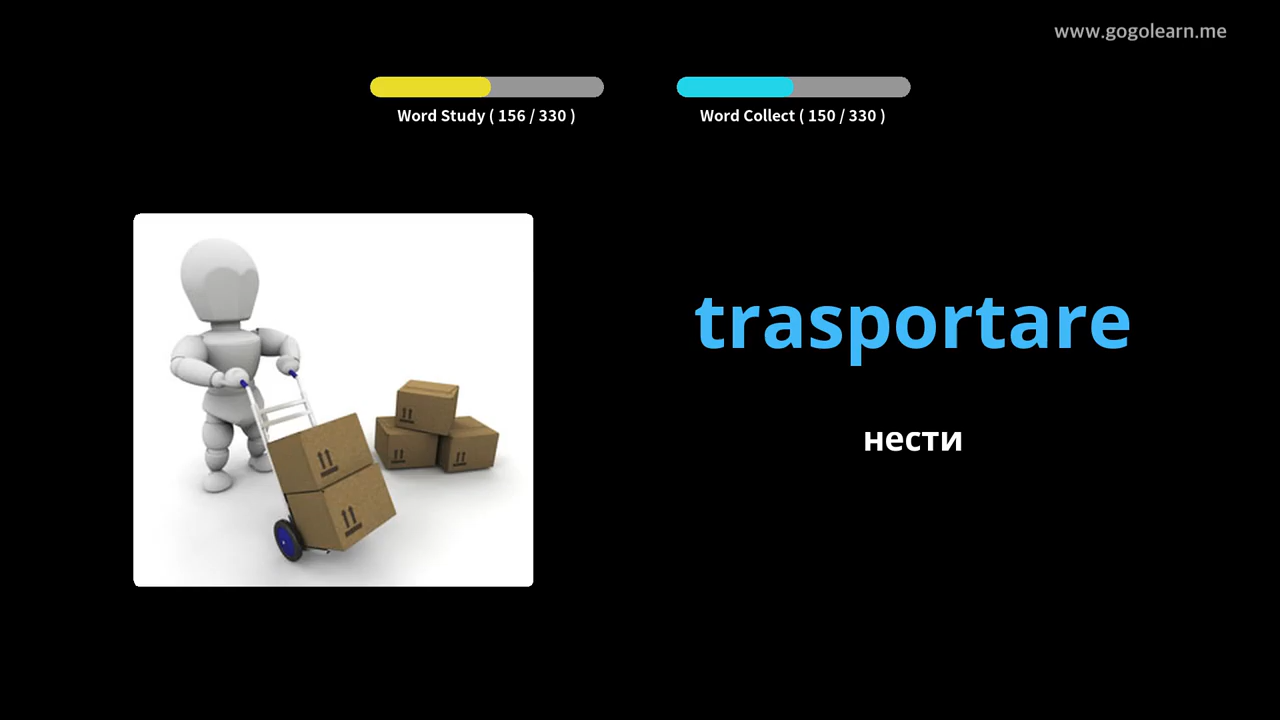 www.gogolearn.me
Word Study ( 156 / 330 )
Word Collect ( 150 / 330 )
trasportare
нести